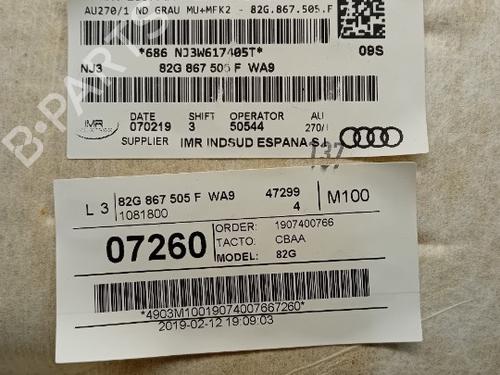 AU270/1 ND GRAU MU+MFK2 - 82G.867.505.F
*686 NJ3W617405T*
09S
NJ3 82G 867 505 F WA9
DATE SHIFT OPERATOR AU
070219 3 50544 270/1
IMR
SUPPLIER IMR INDSUD ESPANA S.L
137
L 3 82G 867 505 F WA9 47299 M100
1081800 4
07260
ORDER: 1907400766
TACTO: CBAA
MODEL: 82G
*4903M10019074007667260*
2019-02-12 19:09:03
B-PARTS